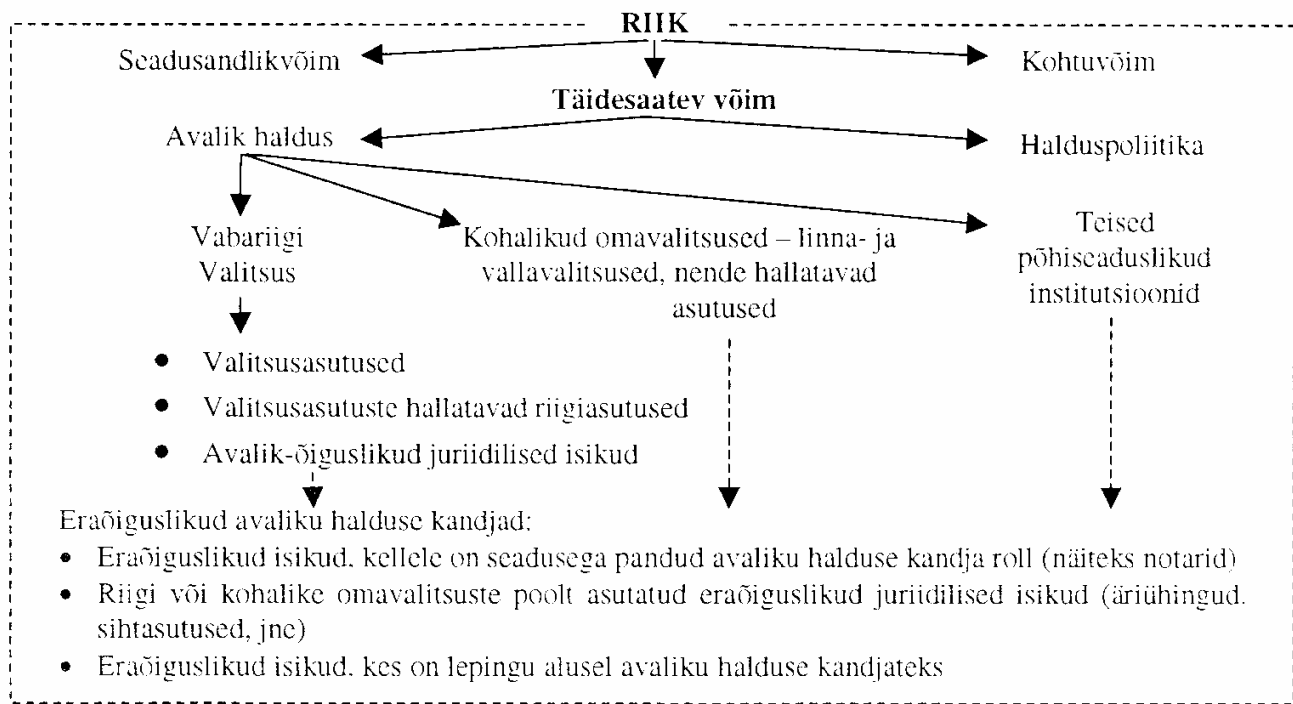 RIIK
Seadusandlikvõim
Kohtuvõim
Täidesaatev võim
Avalik haldus
Halduspoliitika
Vabariigi
Valitsus
Kohalikud omavalitsused – linna- ja
vallavalitsused, nende hallatavad
asutused
Teised
põhiseaduslikud
institutsioonid
• Valitsusasutused
• Valitsusasutuste hallatavad riigiasutused
• Avalik-õiguslikud juriidilised isikud
Eraõiguslikud avaliku halduse kandjad:
• Eraõiguslikud isikud, kellele on seadusega pandud avaliku halduse kandja roll (näiteks notarid)
• Riigi või kohalike omavalitsuste poolt asutatud eraõiguslikud juriidilised isikud (äriühingud,
sihtasutused, jne)
• Eraõiguslikud isikud, kes on lepingu alusel avaliku halduse kandjateks